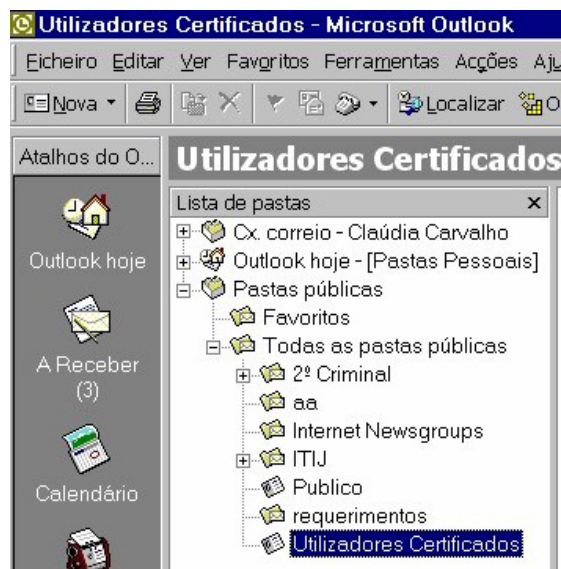 Utilizadores Certificados - Microsoft Outlook
Ficheiro Editar Ver Favoritos Ferramentas Acções Aju
Nova Localizar O
Atalhos do O... Utilizadores Certificados
Lista de pastas
Cx. correio - Claúdia Carvalho
Outlook hoje - [Pastas Pessoais]
Outlook hoje
Pastas públicas
Favoritos
Todas as pastas públicas
A Receber
(3)
2º Criminal
aa
Internet Newsgroups
ITIJ
Calendário
Publico
requerimentos
Utilizadores Certificados